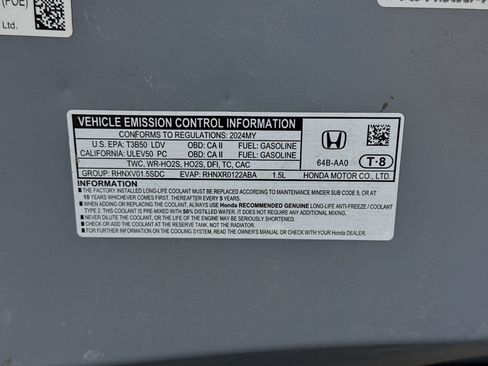 (POE)
Ltd.
VEHICLE EMISSION CONTROL INFORMATION
CONFORMS TO REGULATIONS: 2024MY
U.S. EPA: T3B50 LDV OBD: CA II FUEL: GASOLINE
CALIFORNIA: ULEV50 PC OBD: CA II FUEL: GASOLINE
TWC, WR-HO2S, HO2S, DFI, TC, CAC
64B-AA0 T-8
GROUP: RHNXV01.5SDC EVAP: RHNXR0122ABA 1.5L HONDA MOTOR CO., LTD.
INFORMATION
■ THE FACTORY INSTALLED LONG-LIFE COOLANT MUST BE REPLACED ACCORDING TO MAINTENANCE MINDER SUB CODE 5, OR AT
10 YEARS WHICHEVER COMES FIRST. THEREAFTER EVERY 5 YEARS.
■ WHEN ADDING OR REPLACING THE COOLANT, ALWAYS USE Honda RECOMMENDED GENUINE LONG-LIFE ANTI-FREEZE / COOLANT
TYPE 2, THIS COOLANT IS PRE-MIXED WITH 50% DISTILLED WATER. IT DOES NOT REQUIRE ANY ADDITIONAL MIXING.
■ NEVER DILUTE THE COOLANT WITH WATER, OR THE LIFE OF THE ENGINE MAY BE SERIOUSLY SHORTENED.
■ CHECK AND ADD THE COOLANT AT THE RESERVE TANK, NOT THE RADIATOR.
■ FOR FURTHER INFORMATION ON THE COOLING SYSTEM, READ THE OWNER'S MANUAL OR CHECK WITH YOUR Honda DEALER.